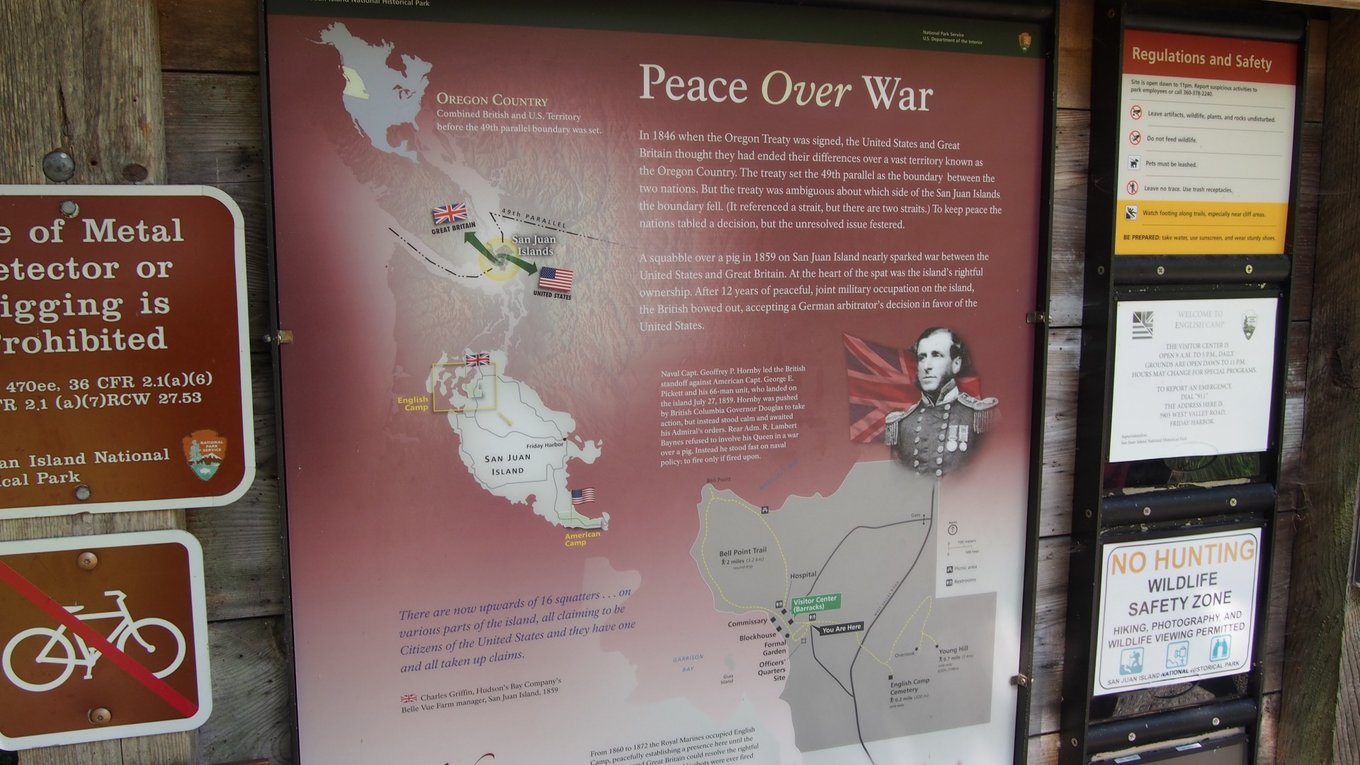 an Island National Historical Park
National Park Service
U.S. Department of the Interior
Peace Over War
In 1846 when the Oregon Treaty was signed, the United States and Great
Britain thought they had ended their differences over a vast territory known as
the Oregon Country. The treaty set the 49th parallel as the boundary between the
two nations. But the treaty was ambiguous about which side of the San Juan Islands
the boundary fell. (It referenced a strait, but there are two straits.) To keep peace the
nations tabled a decision, but the unresolved issue festered.
A squabble over a pig in 1859 on San Juan Island nearly sparked war between the
United States and Great Britain. At the heart of the spat was the island's rightful
ownership. After 12 years of peaceful, joint military occupation on the island,
the British bowed out, accepting a German arbitrator's decision in favor of the
United States.
OREGON COUNTRY
Combined British and U.S. Territory
before the 49th parallel boundary was set.
49th PARALLEL
GREAT BRITAIN
San Juan
Islands
UNITED STATES
English
Camp
Friday Harbor
SAN JUAN
ISLAND
American
Camp
Naval Capt. Geoffrey P. Hornby led the British
standoff against American Capt. George E.
Pickett and his 66-man unit, who landed on
the island July 27, 1859. Hornby was pushed
by British Columbia Governor Douglas to take
action, but instead stood calm and awaited
his Admiral's orders. Rear Adm. R. Lambert
Baynes refused to involve his Queen in a war
over a pig. Instead he stood fast on naval
policy: to fire only if fired upon.
There are now upwards of 16 squatters . . . on
various parts of the island, all claiming to be
Citizens of the United States and they have one
and all taken up claims.
Charles Griffin, Hudson's Bay Company's
Belle Vue Farm manager, San Juan Island, 1859
From 1860 to 1872 the Royal Marines occupied English
Camp, peacefully establishing a presence here until the
and Great Britain could resolve the rightful
shots were ever fired
Bell Point
Bell Point Trail
2 miles (3.2 km)
roundtrip
Hospital
Visitor Center
(Barracks)
Commissary
Blockhouse
Formal
Garden
Officers'
Quarters
Site
You Are Here
GARRISON
BAY
Guss
Island
Gate
Picnic area
Restrooms
Overlook
Young Hill
English Camp
Cemetery
e of Metal
etector or
igging is
rohibited
470ee, 36 CFR 2.1(a)(6)
FR 2.1 (a)(7)RCW 27.53
an Island National
ical Park
NATIONAL
PARK
SERVICE
Regulations and Safety
Site is open dawn to 11pm. Report suspicious activities to
park employees or call 360-378-2240.
Leave artifacts, wildlife, plants, and rocks undisturbed.
Do not feed wildlife.
Pets must be leashed.
Leave no trace. Use trash receptacles.
Watch footing along trails, especially near cliff areas.
BE PREPARED: take water, use sunscreen, and wear sturdy shoes.
WELCOME TO
ENGLISH CAMP
THE VISITOR CENTER IS
OPEN 9 A.M. TO 5 P.M., DAILY
GROUNDS ARE OPEN DAWN TO 11 P.M.
HOURS MAY CHANGE FOR SPECIAL PROGRAMS.
TO REPORT AN EMERGENCY,
DIAL "911"
THE ADDRESS HERE IS
3905 WEST VALLEY ROAD,
FRIDAY HARBOR.
NO HUNTING
WILDLIFE
SAFETY ZONE
HIKING, PHOTOGRAPHY, AND
WILDLIFE VIEWING PERMITTED
SAN JUAN ISLAND NATIONAL HISTORICAL PARK